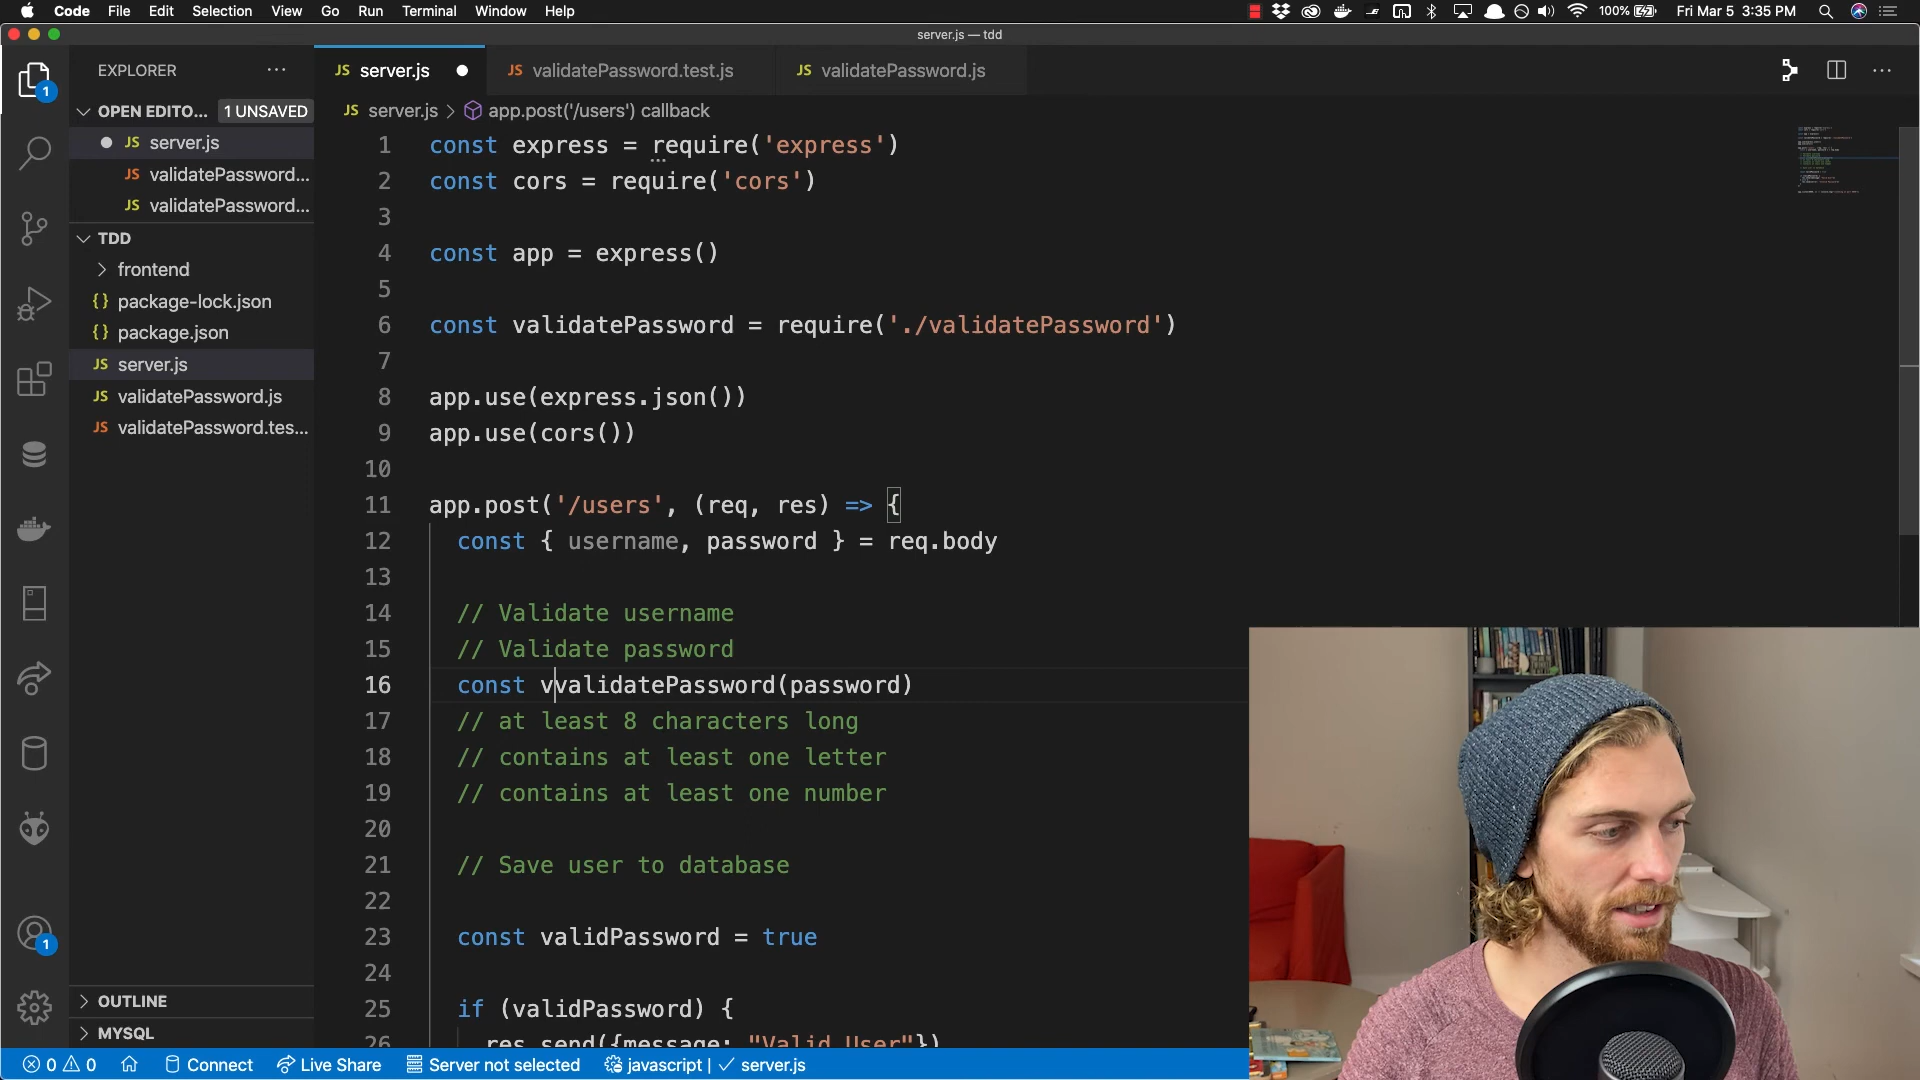 Code File Edit Selection View Go Run Terminal Window Help 100% Fri Mar 5 3:35 PM
server.js — tdd
EXPLORER
OPEN EDITO... 1 UNSAVED
JS server.js
JS validatePassword...
JS validatePassword...
TDD
frontend
{} package-lock.json
{} package.json
JS server.js
JS validatePassword.js
JS validatePassword.tes...
OUTLINE
MYSQL
1
1
JS server.js
JS validatePassword.test.js
JS validatePassword.js
JS server.js > app.post('/users') callback
1 const express = require('express')
2 const cors = require('cors')
3
4 const app = express()
5
6 const validatePassword = require('./validatePassword')
7
8 app.use(express.json())
9 app.use(cors())
10
11 app.post('/users', (req, res) => {
12 const { username, password } = req.body
13
14 // Validate username
15 // Validate password
16 const vvalidatePassword(password)
17 // at least 8 characters long
18 // contains at least one letter
19 // contains at least one number
20
21 // Save user to database
22
23 const validPassword = true
24
25 if (validPassword) {
26 res.send({message: "Valid User"})
0 0 Connect Live Share Server not selected javascript | ✓ server.js